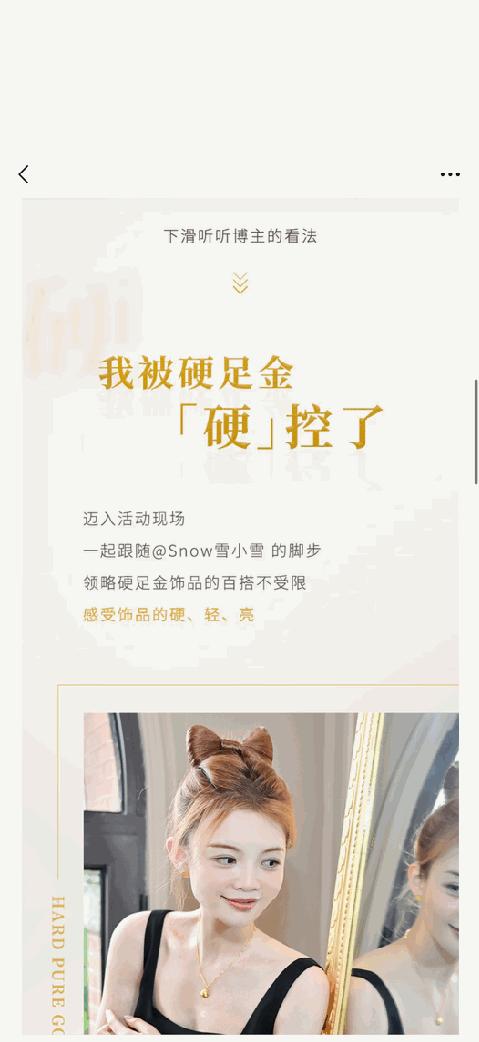 下滑听听博主的看法
我被硬足金
「硬」控了
迈入活动现场
一起跟随@Snow雪小雪 的脚步
领略硬足金饰品的百搭不受限
感受饰品的硬、轻、亮
HARD PURE